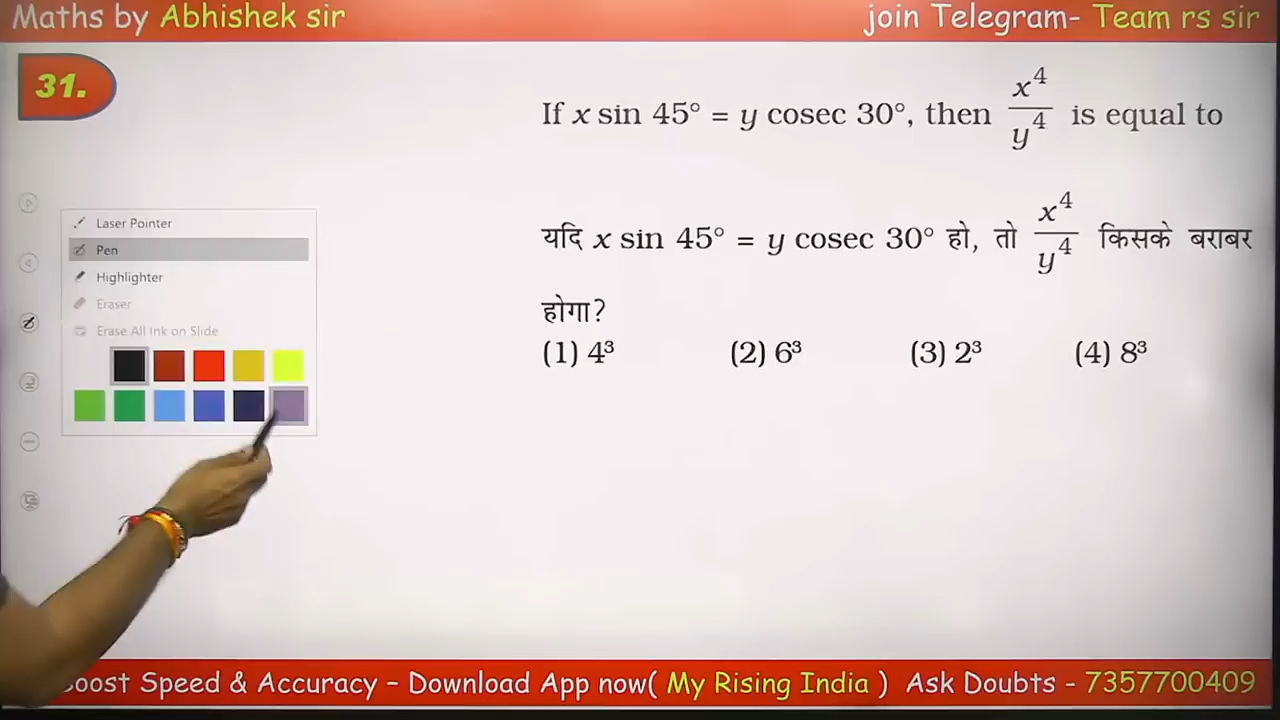 Maths by Abhishek sir
join Telegram- Team rs sir
31.
If x sin 45° = y cosec 30°, then x⁴/y⁴ is equal to
यदि x sin 45° = y cosec 30° हो, तो x⁴/y⁴ किसके बराबर
होगा?
(1) 4³ (2) 6³ (3) 2³ (4) 8³
Laser Pointer
Pen
Highlighter
Eraser
Erase All Ink on Slide
Boost Speed & Accuracy – Download App now( My Rising India ) Ask Doubts - 7357700409